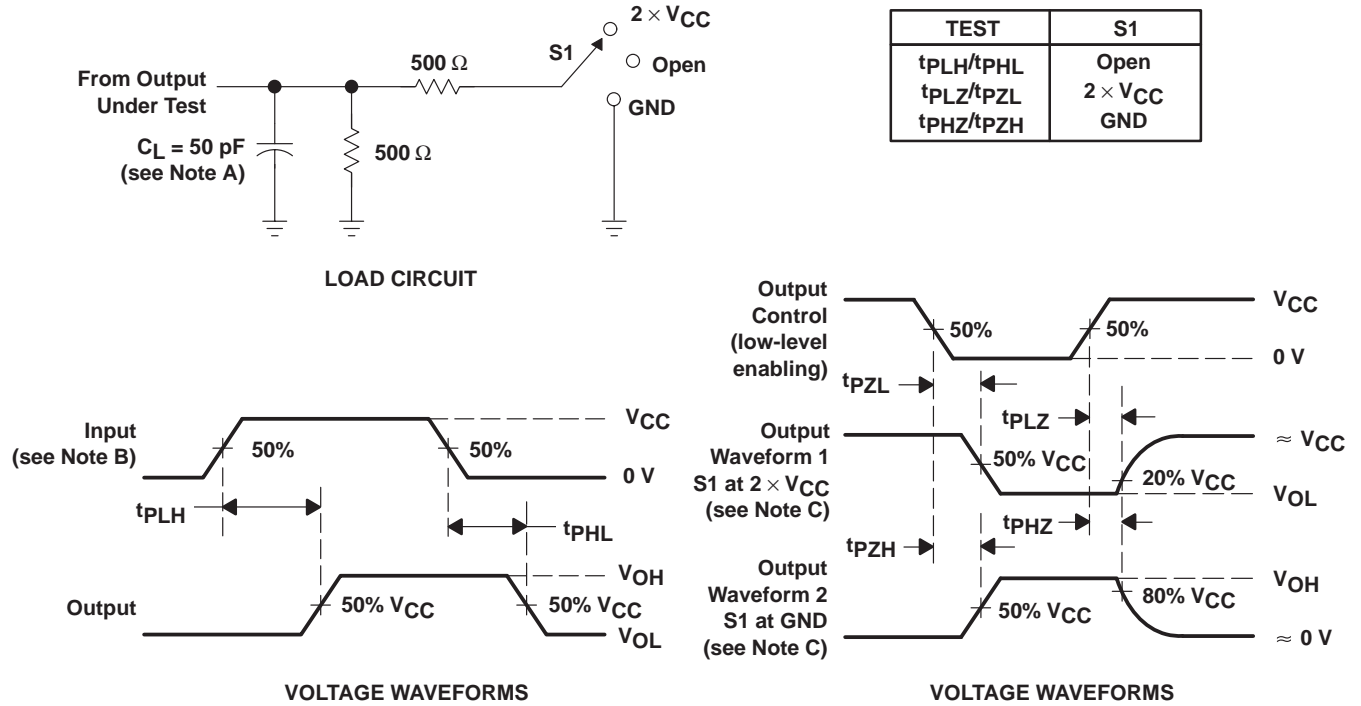 2 × VCC
S1
500 Ω
Open
From Output
Under Test
GND
CL = 50 pF
(see Note A)
500 Ω
LOAD CIRCUIT
TEST S1
tPLH/tPHL Open
tPLZ/tPZL 2 × VCC
tPHZ/tPZH GND
Input
(see Note B)
50%
50%
VCC
0 V
tPLH
tPHL
Output
50% VCC
50% VCC
VOH
VOL
VOLTAGE WAVEFORMS
Output
Control
(low-level
enabling)
50%
50%
VCC
0 V
tPZL
tPLZ
Output
Waveform 1
S1 at 2 × VCC
(see Note C)
50% VCC
20% VCC
≈ VCC
VOL
tPHZ
tPZH
Output
Waveform 2
S1 at GND
(see Note C)
50% VCC
80% VCC
VOH
≈ 0 V
VOLTAGE WAVEFORMS